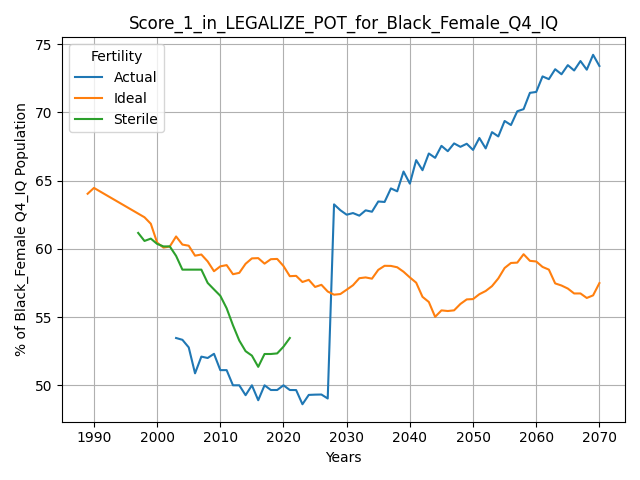 Score_1_in_LEGALIZE_POT_for_Black_Female_Q4_IQ
Fertility
Actual
Ideal
Sterile
% of Black_Female Q4_IQ Population
75
70
65
60
55
50
1990
2000
2010
2020
2030
2040
2050
2060
2070
Years